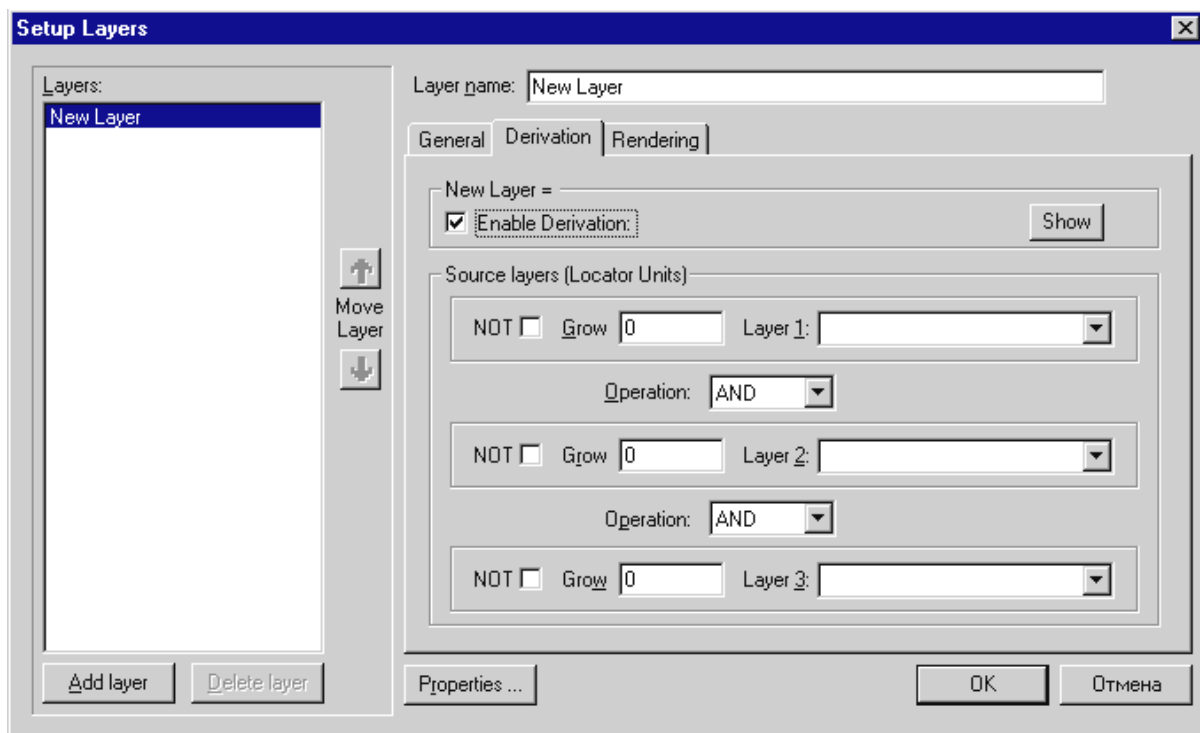 Setup Layers
Layers:
New Layer
Move
Layer
Add layer
Delete layer
Layer name: New Layer
General Derivation Rendering
New Layer =
Enable Derivation:
Show
Source layers (Locator Units)
NOT Grow 0 Layer 1:
Operation: AND
NOT Grow 0 Layer 2:
Operation: AND
NOT Grow 0 Layer 3:
Properties ...
OK
Отмена